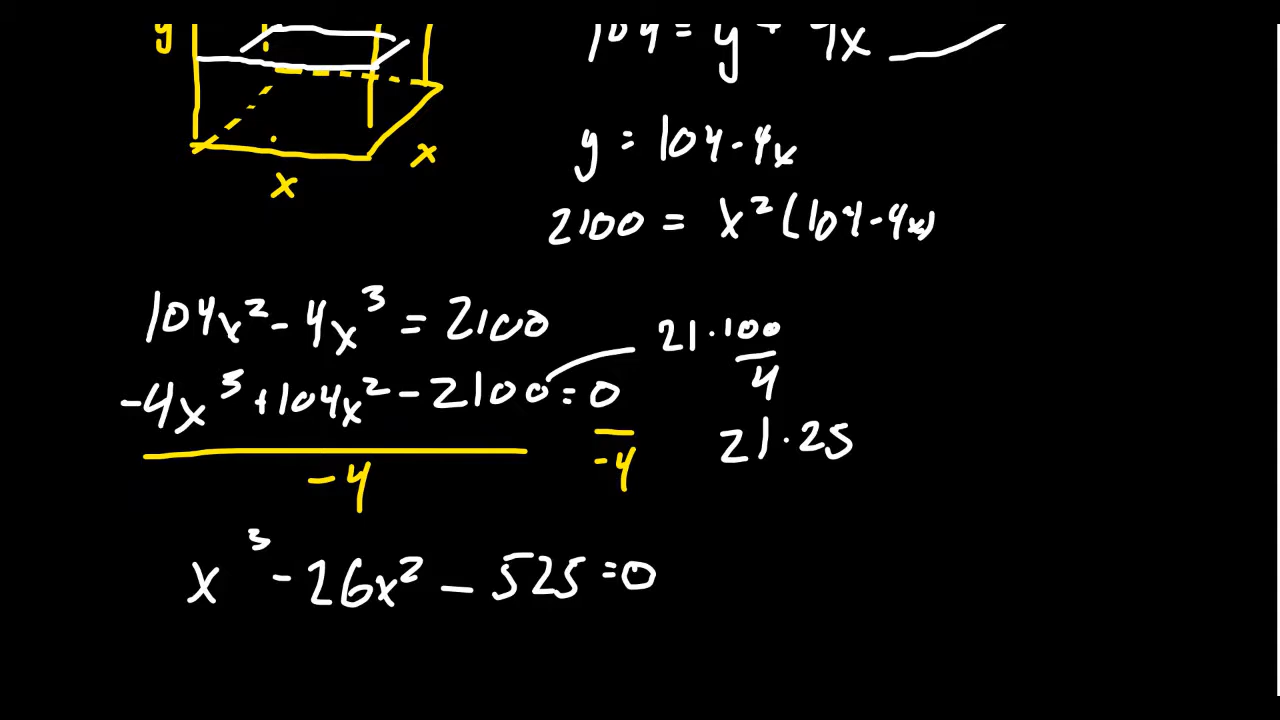 y
104 = y + 4x
x
x
y = 104 - 4x
2100 = x²(104-4x)
104x² - 4x³ = 2100
21 · 100
4
-4x³ + 104x² - 2100 = 0
-4
-4
21 · 25
x³ - 26x² - 525 = 0